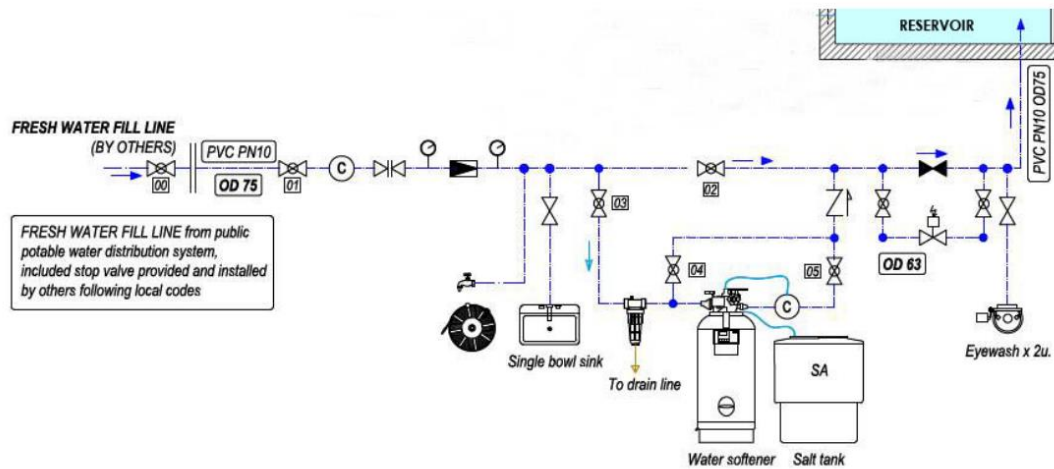 RESERVOIR
PVC PN10 OD75
FRESH WATER FILL LINE
(BY OTHERS)
PVC PN10
OD 75
00
01
C
02
03
04
05
C
OD 63
FRESH WATER FILL LINE from public
potable water distribution system,
included stop valve provided and installed
by others following local codes
Single bowl sink
To drain line
SA
Eyewash x 2u.
Water softener
Salt tank